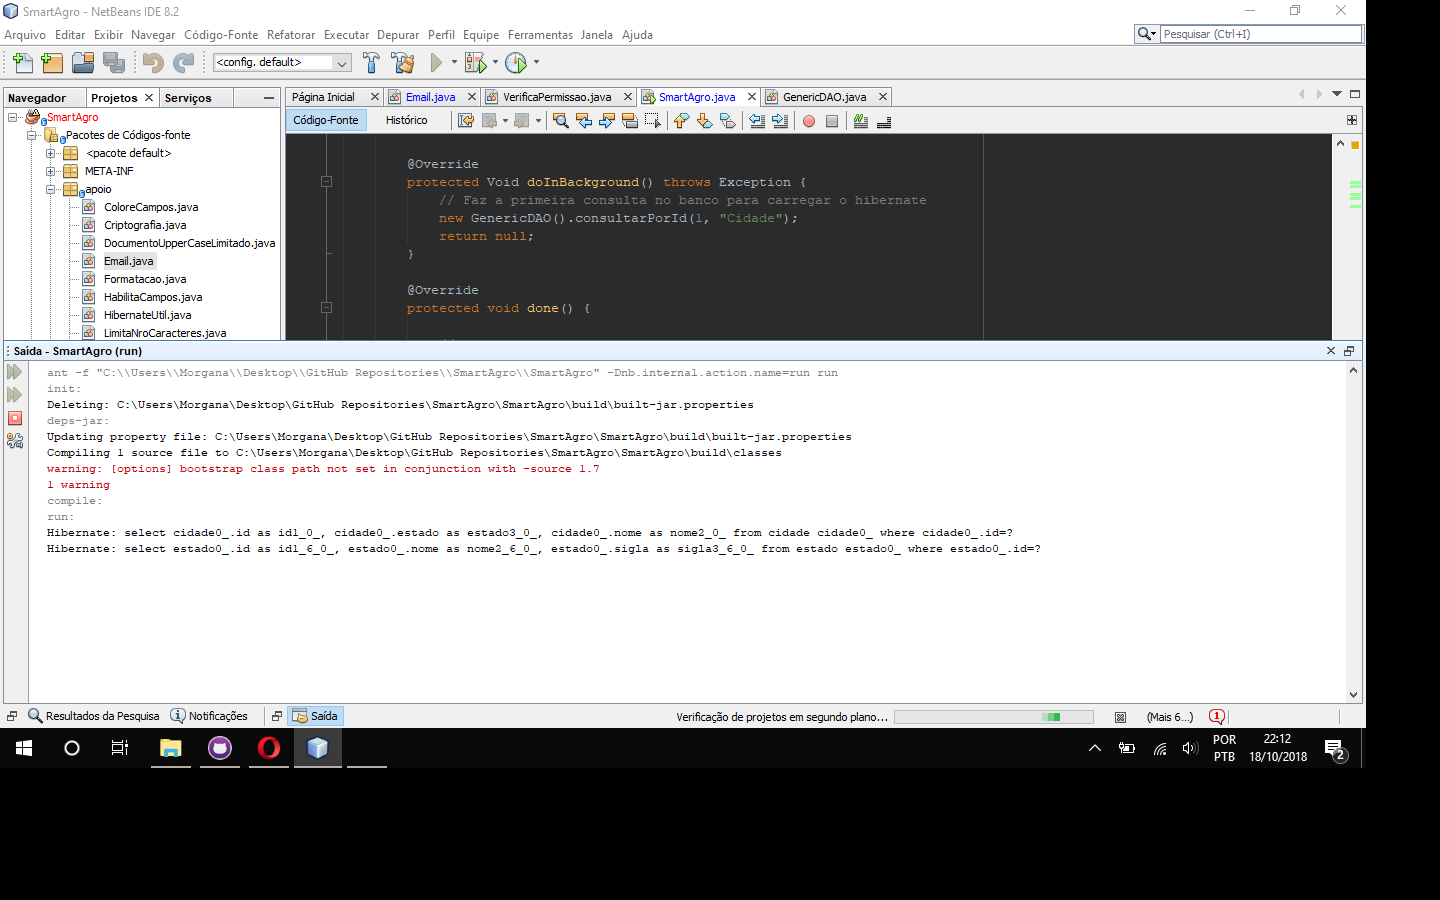 SmartAgro - NetBeans IDE 8.2
Arquivo Editar Exibir Navegar Código-Fonte Refatorar Executar Depurar Perfil Equipe Ferramentas Janela Ajuda
Pesquisar (Ctrl+I)
<config. default>
Navegador Projetos Serviços
Página Inicial Email.java VerificaPermissao.java SmartAgro.java GenericDAO.java
Código-Fonte Histórico
SmartAgro
Pacotes de Códigos-fonte
<pacote default>
META-INF
apoio
ColoreCampos.java
Criptografia.java
DocumentoUpperCaseLimitado.java
Email.java
Formatacao.java
HabilitaCampos.java
HibernateUtil.java
LimitaNroCaracteres.java
@Override
protected Void doInBackground() throws Exception {
// Faz a primeira consulta no banco para carregar o hibernate
new GenericDAO().consultarPorId(1, "Cidade");
return null;
}
@Override
protected void done() {
Saída - SmartAgro (run)
ant -f "C:\\Users\\Morgana\\Desktop\\GitHub Repositories\\SmartAgro\\SmartAgro" -Dnb.internal.action.name=run run
init:
Deleting: C:\Users\Morgana\Desktop\GitHub Repositories\SmartAgro\SmartAgro\build\built-jar.properties
deps-jar:
Updating property file: C:\Users\Morgana\Desktop\GitHub Repositories\SmartAgro\SmartAgro\build\built-jar.properties
Compiling 1 source file to C:\Users\Morgana\Desktop\GitHub Repositories\SmartAgro\SmartAgro\build\classes
warning: [options] bootstrap class path not set in conjunction with -source 1.7
1 warning
compile:
run:
Hibernate: select cidade0_.id as id1_0_, cidade0_.estado as estado3_0_, cidade0_.nome as nome2_0_ from cidade cidade0_ where cidade0_.id=?
Hibernate: select estado0_.id as id1_6_0_, estado0_.nome as nome2_6_0_, estado0_.sigla as sigla3_6_0_ from estado estado0_ where estado0_.id=?
Resultados da Pesquisa Notificações Saída
Verificação de projetos em segundo plano... (Mais 6...) 1
POR
PTB
22:12
18/10/2018
2